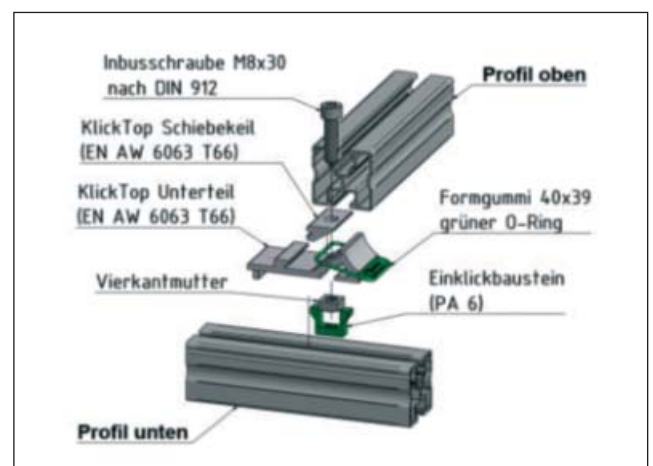 Inbusschraube M8x30
nach DIN 912
Profil oben
KlickTop Schiebekeil
(EN AW 6063 T66)
KlickTop Unterteil
(EN AW 6063 T66)
Formgummi 40x39
grüner O-Ring
Vierkantmutter
Einklickbaustein
(PA 6)
Profil unten